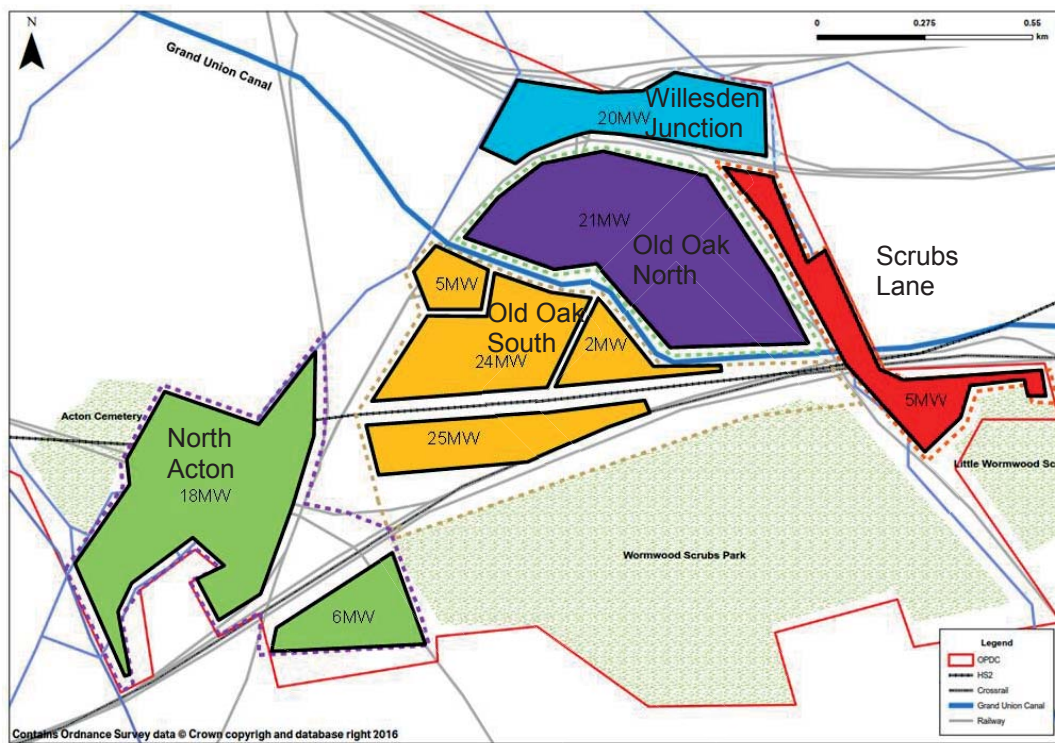 N
0 0.275 0.55
km
Grand Union
Canal
Willesden
20MW
Junction
21MW
Old Oak
North
Scrubs
Lane
5MW
Old Oak
South
24MW
2MW
25MW
5MW
Acton Cemetery
North
Acton
18MW
6MW
Little Wormwood Sc
Wormwood Scrubs Park
Legend
OPDC
HS2
Crossrail
Grand Union Canal
Railway
Contains Ordnance Survey data © Crown copyrigh and database right 2016